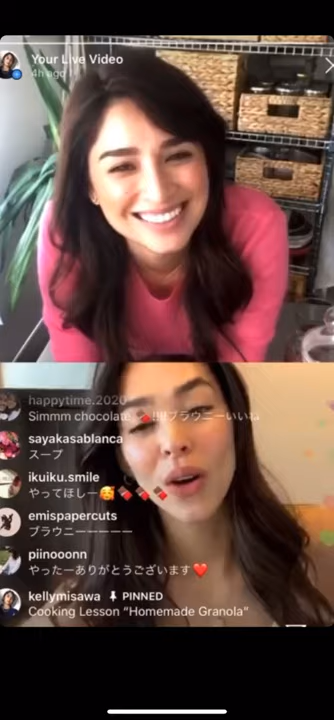 Your Live Video
4h ago
happytime.2020
Simmm chocolate🍫!!!ブラウニーいいね
sayakasablanca
スープ
ikuiku.smile
やってほしー🥰🍫🍫🍫
emispapercuts
ブラウニーーーーー
piinooonn
やったーありがとうございます❤️
kellymisawa 📌 PINNED
Cooking Lesson "Homemade Granola"